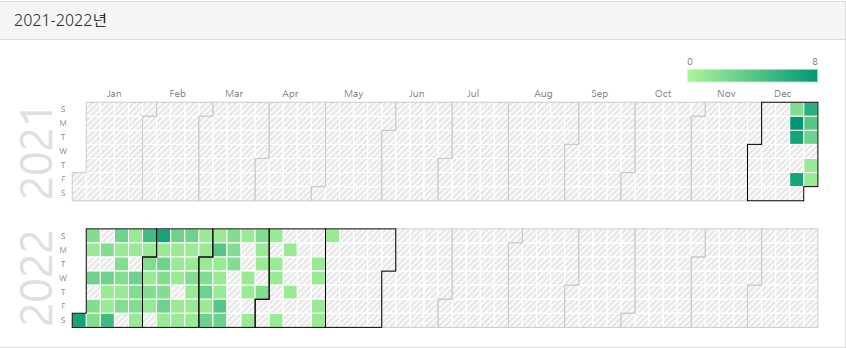 2021-2022년
0 8
Jan Feb Mar Apr May Jun Jul Aug Sep Oct Nov Dec
2021
S
M
T
W
T
F
S
2022
S
M
T
W
T
F
S